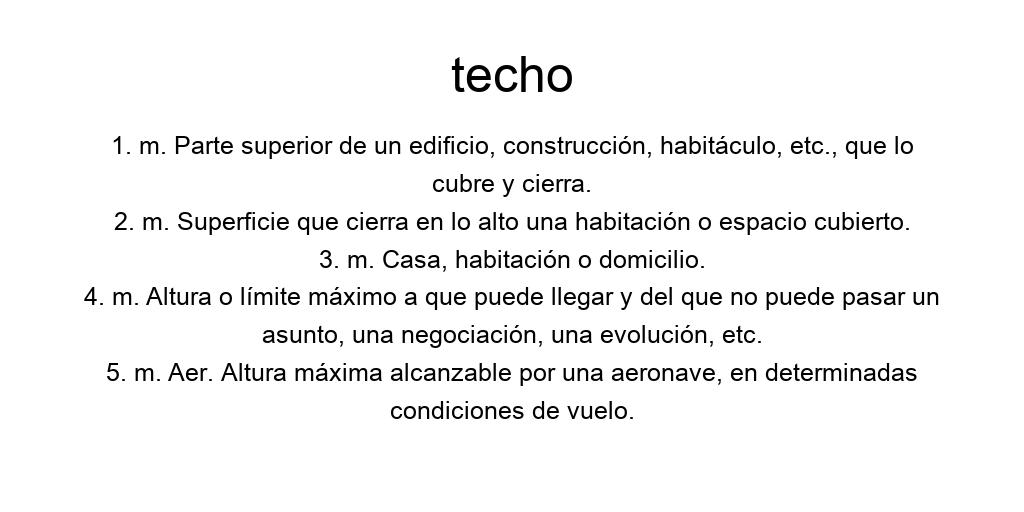 techo
1. m. Parte superior de un edificio, construcción, habitáculo, etc., que lo
cubre y cierra.
2. m. Superficie que cierra en lo alto una habitación o espacio cubierto.
3. m. Casa, habitación o domicilio.
4. m. Altura o límite máximo a que puede llegar y del que no puede pasar un
asunto, una negociación, una evolución, etc.
5. m. Aer. Altura máxima alcanzable por una aeronave, en determinadas
condiciones de vuelo.